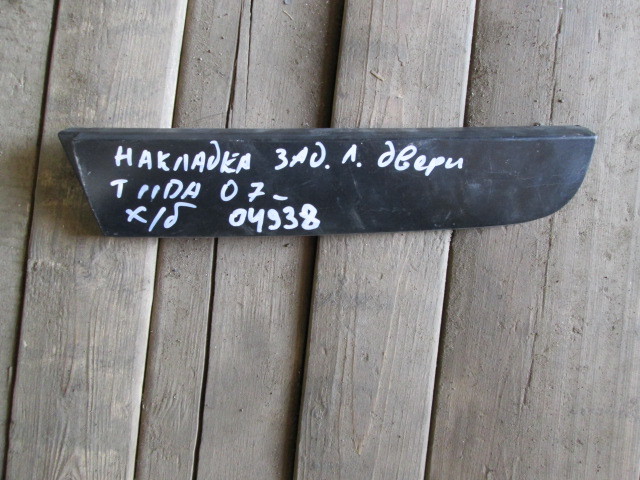 НАКЛАДКА ЗАД. Л. двери
TIIDA 07-
х/б 04938